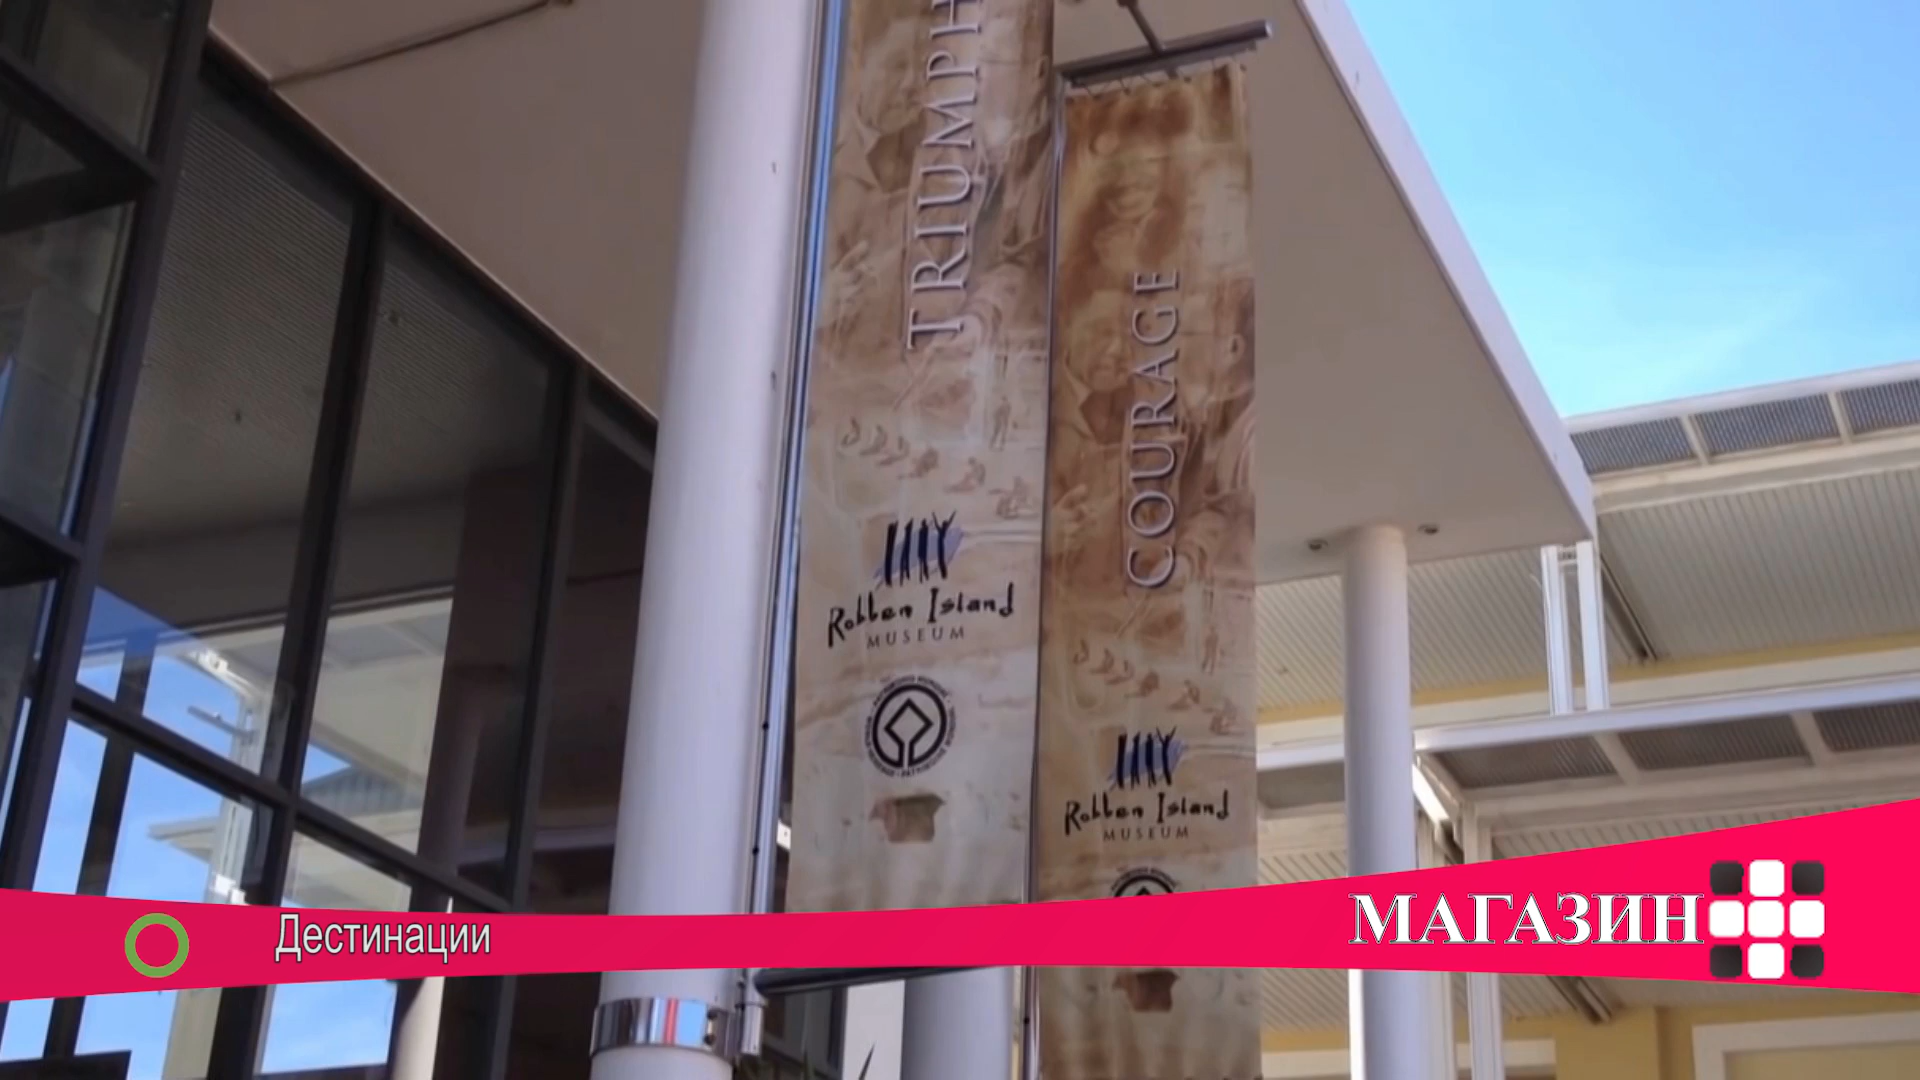 TRIUMPH
COURAGE
Robben Island
MUSEUM
Robben Island
MUSEUM
Дестинации
МАГАЗИН